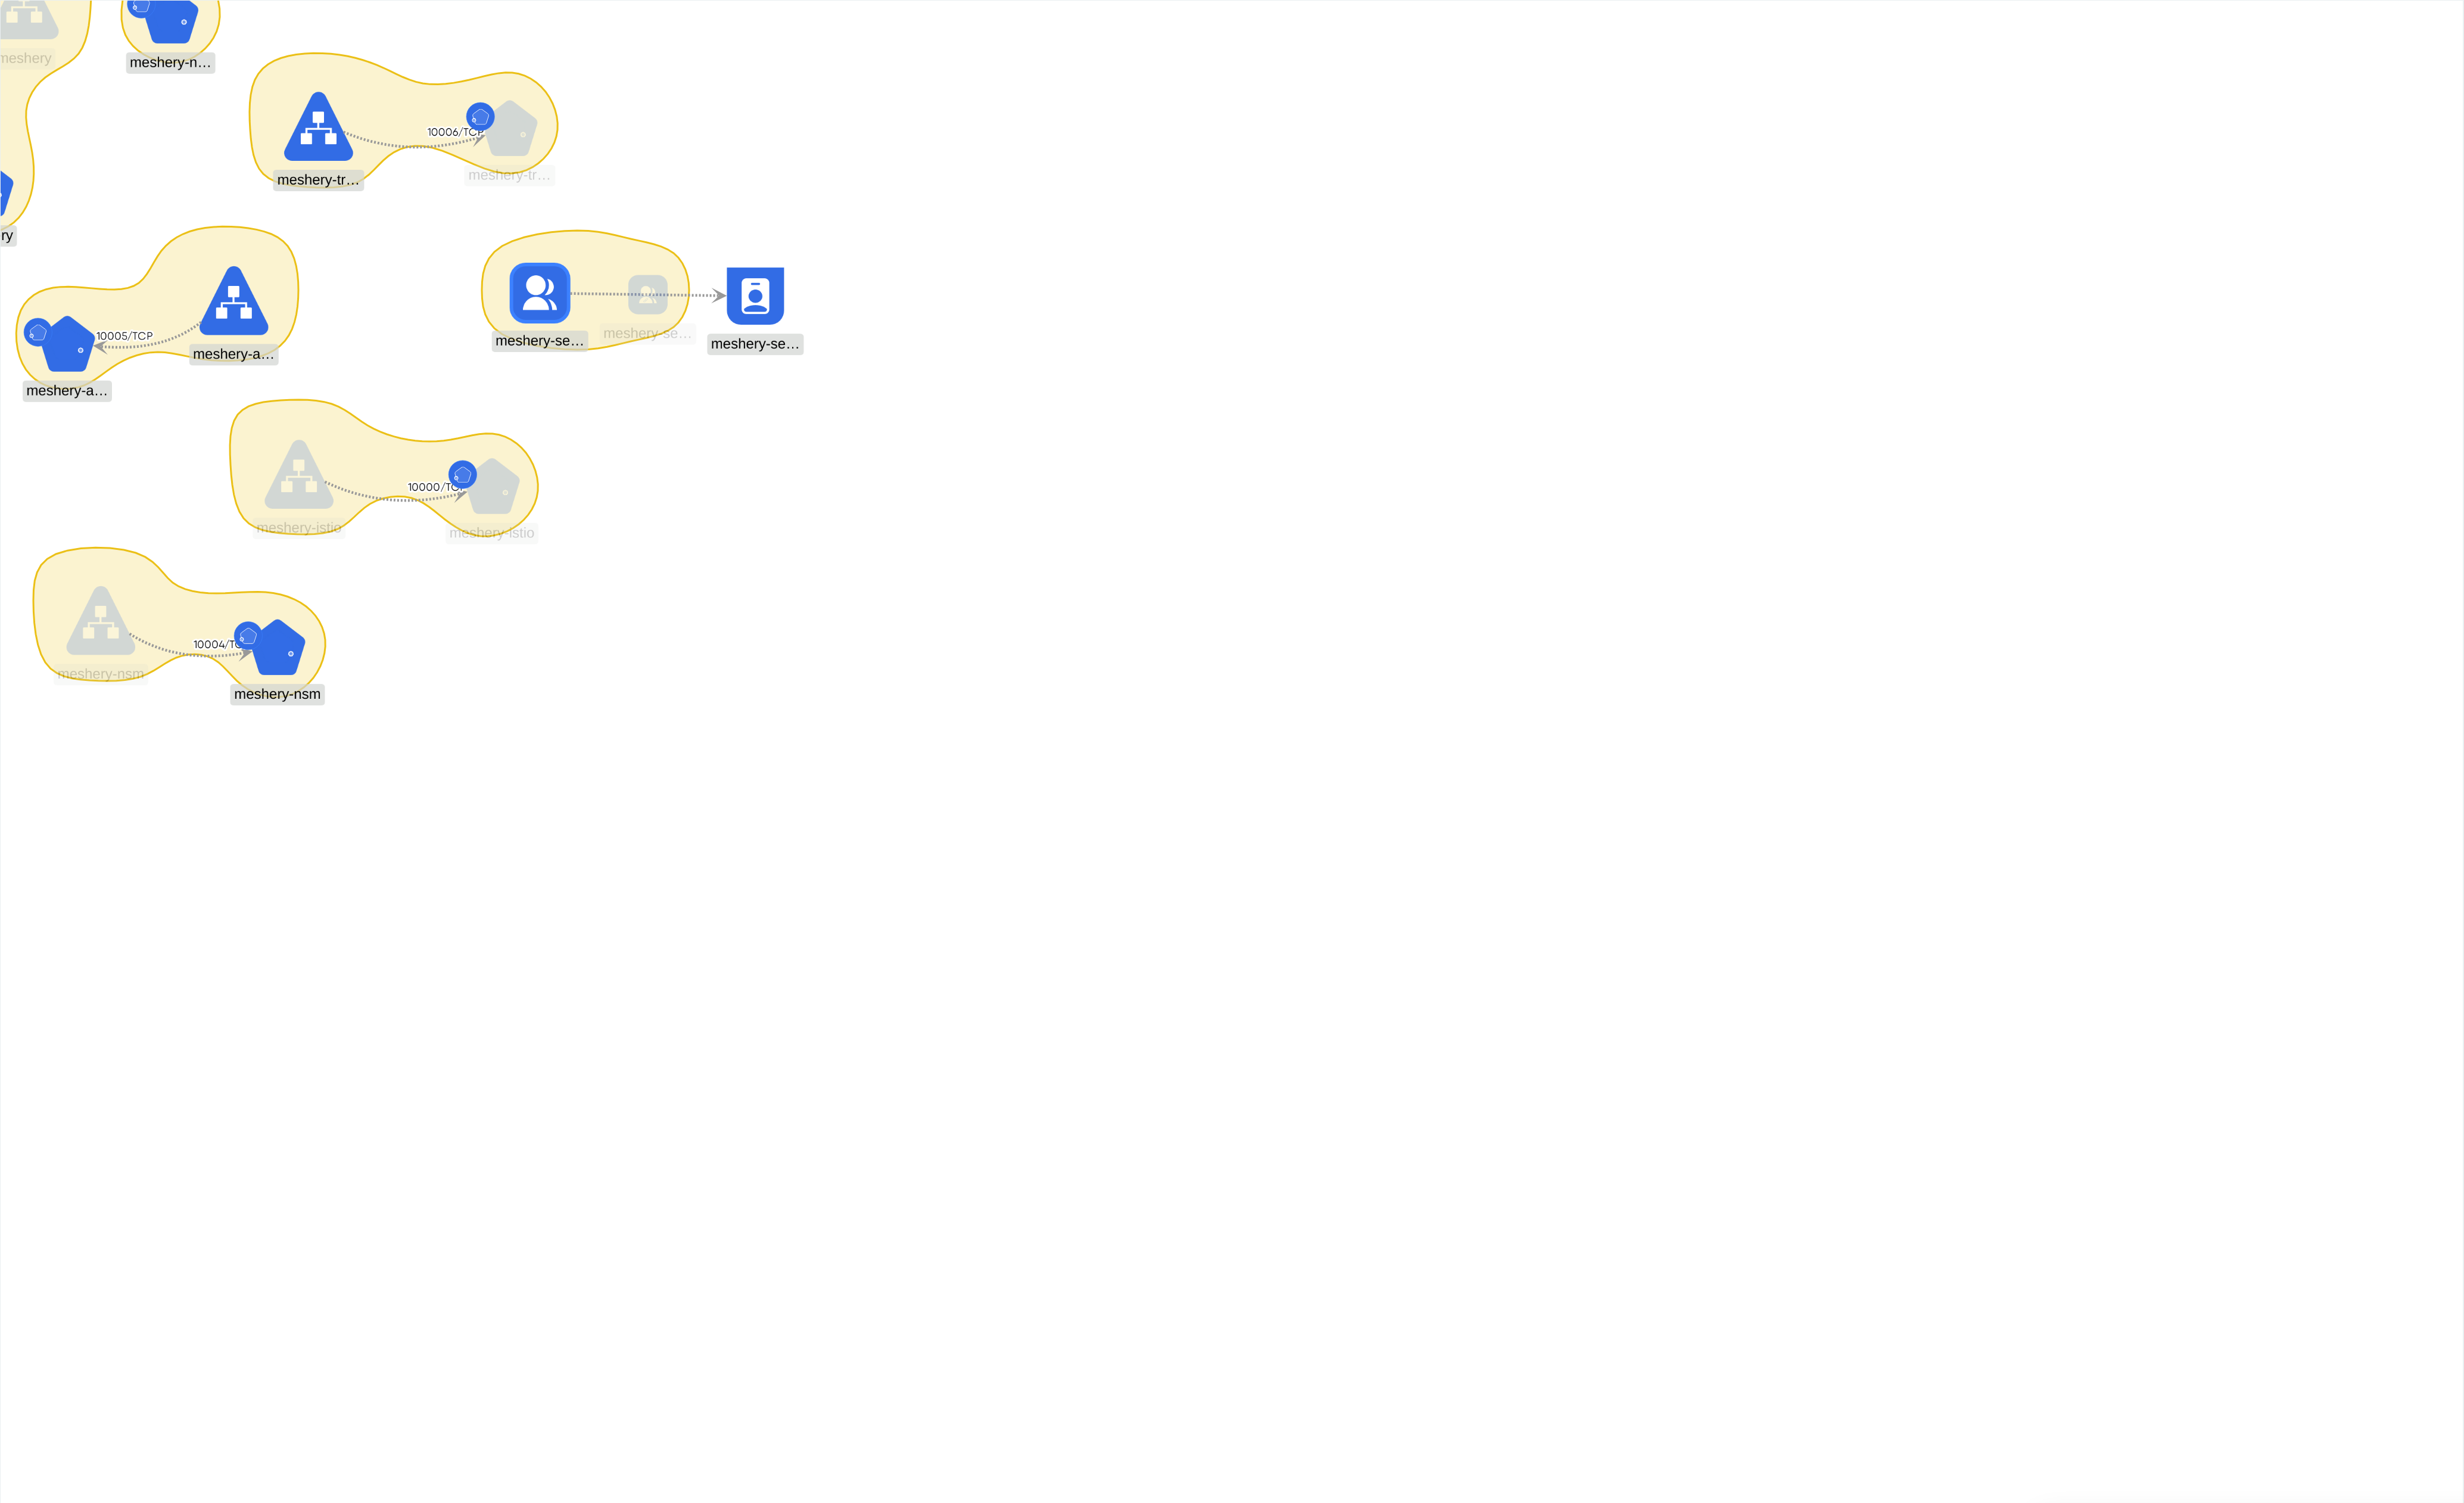 meshery
meshery-n…
10006/TCP
meshery-tr…
meshery-tr…
ry
10005/TCP
meshery-a…
meshery-a…
meshery-se…
meshery-se…
meshery-se…
10000/TCP
meshery-istio
meshery-istio
10004/TC
meshery-nsm
meshery-nsm